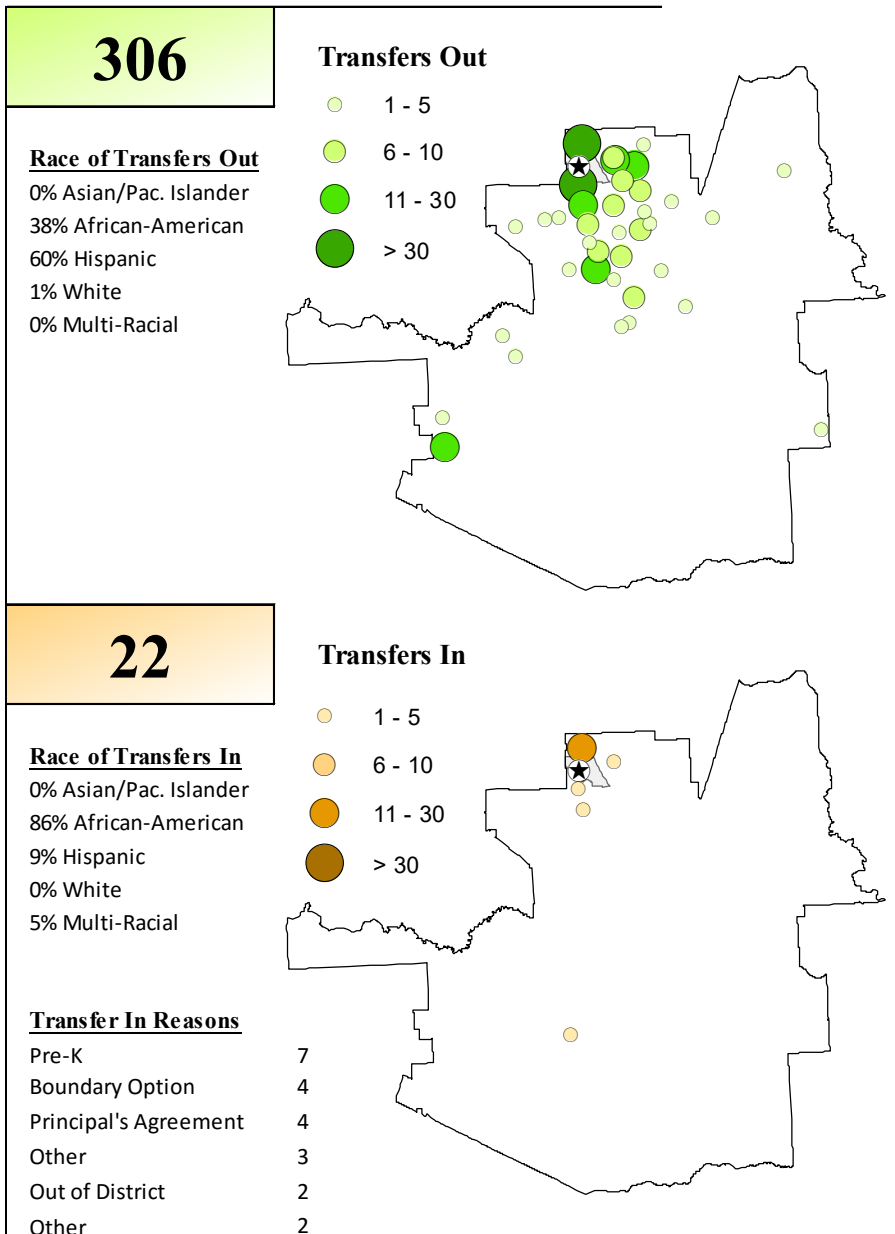 306
Transfers Out
1 - 5
6 - 10
11 - 30
> 30
Race of Transfers Out
0% Asian/Pac. Islander
38% African-American
60% Hispanic
1% White
0% Multi-Racial
22
Transfers In
1 - 5
6 - 10
11 - 30
> 30
Race of Transfers In
0% Asian/Pac. Islander
86% African-American
9% Hispanic
0% White
5% Multi-Racial
Transfer In Reasons
Pre-K 7
Boundary Option 4
Principal's Agreement 4
Other 3
Out of District 2
Other 2